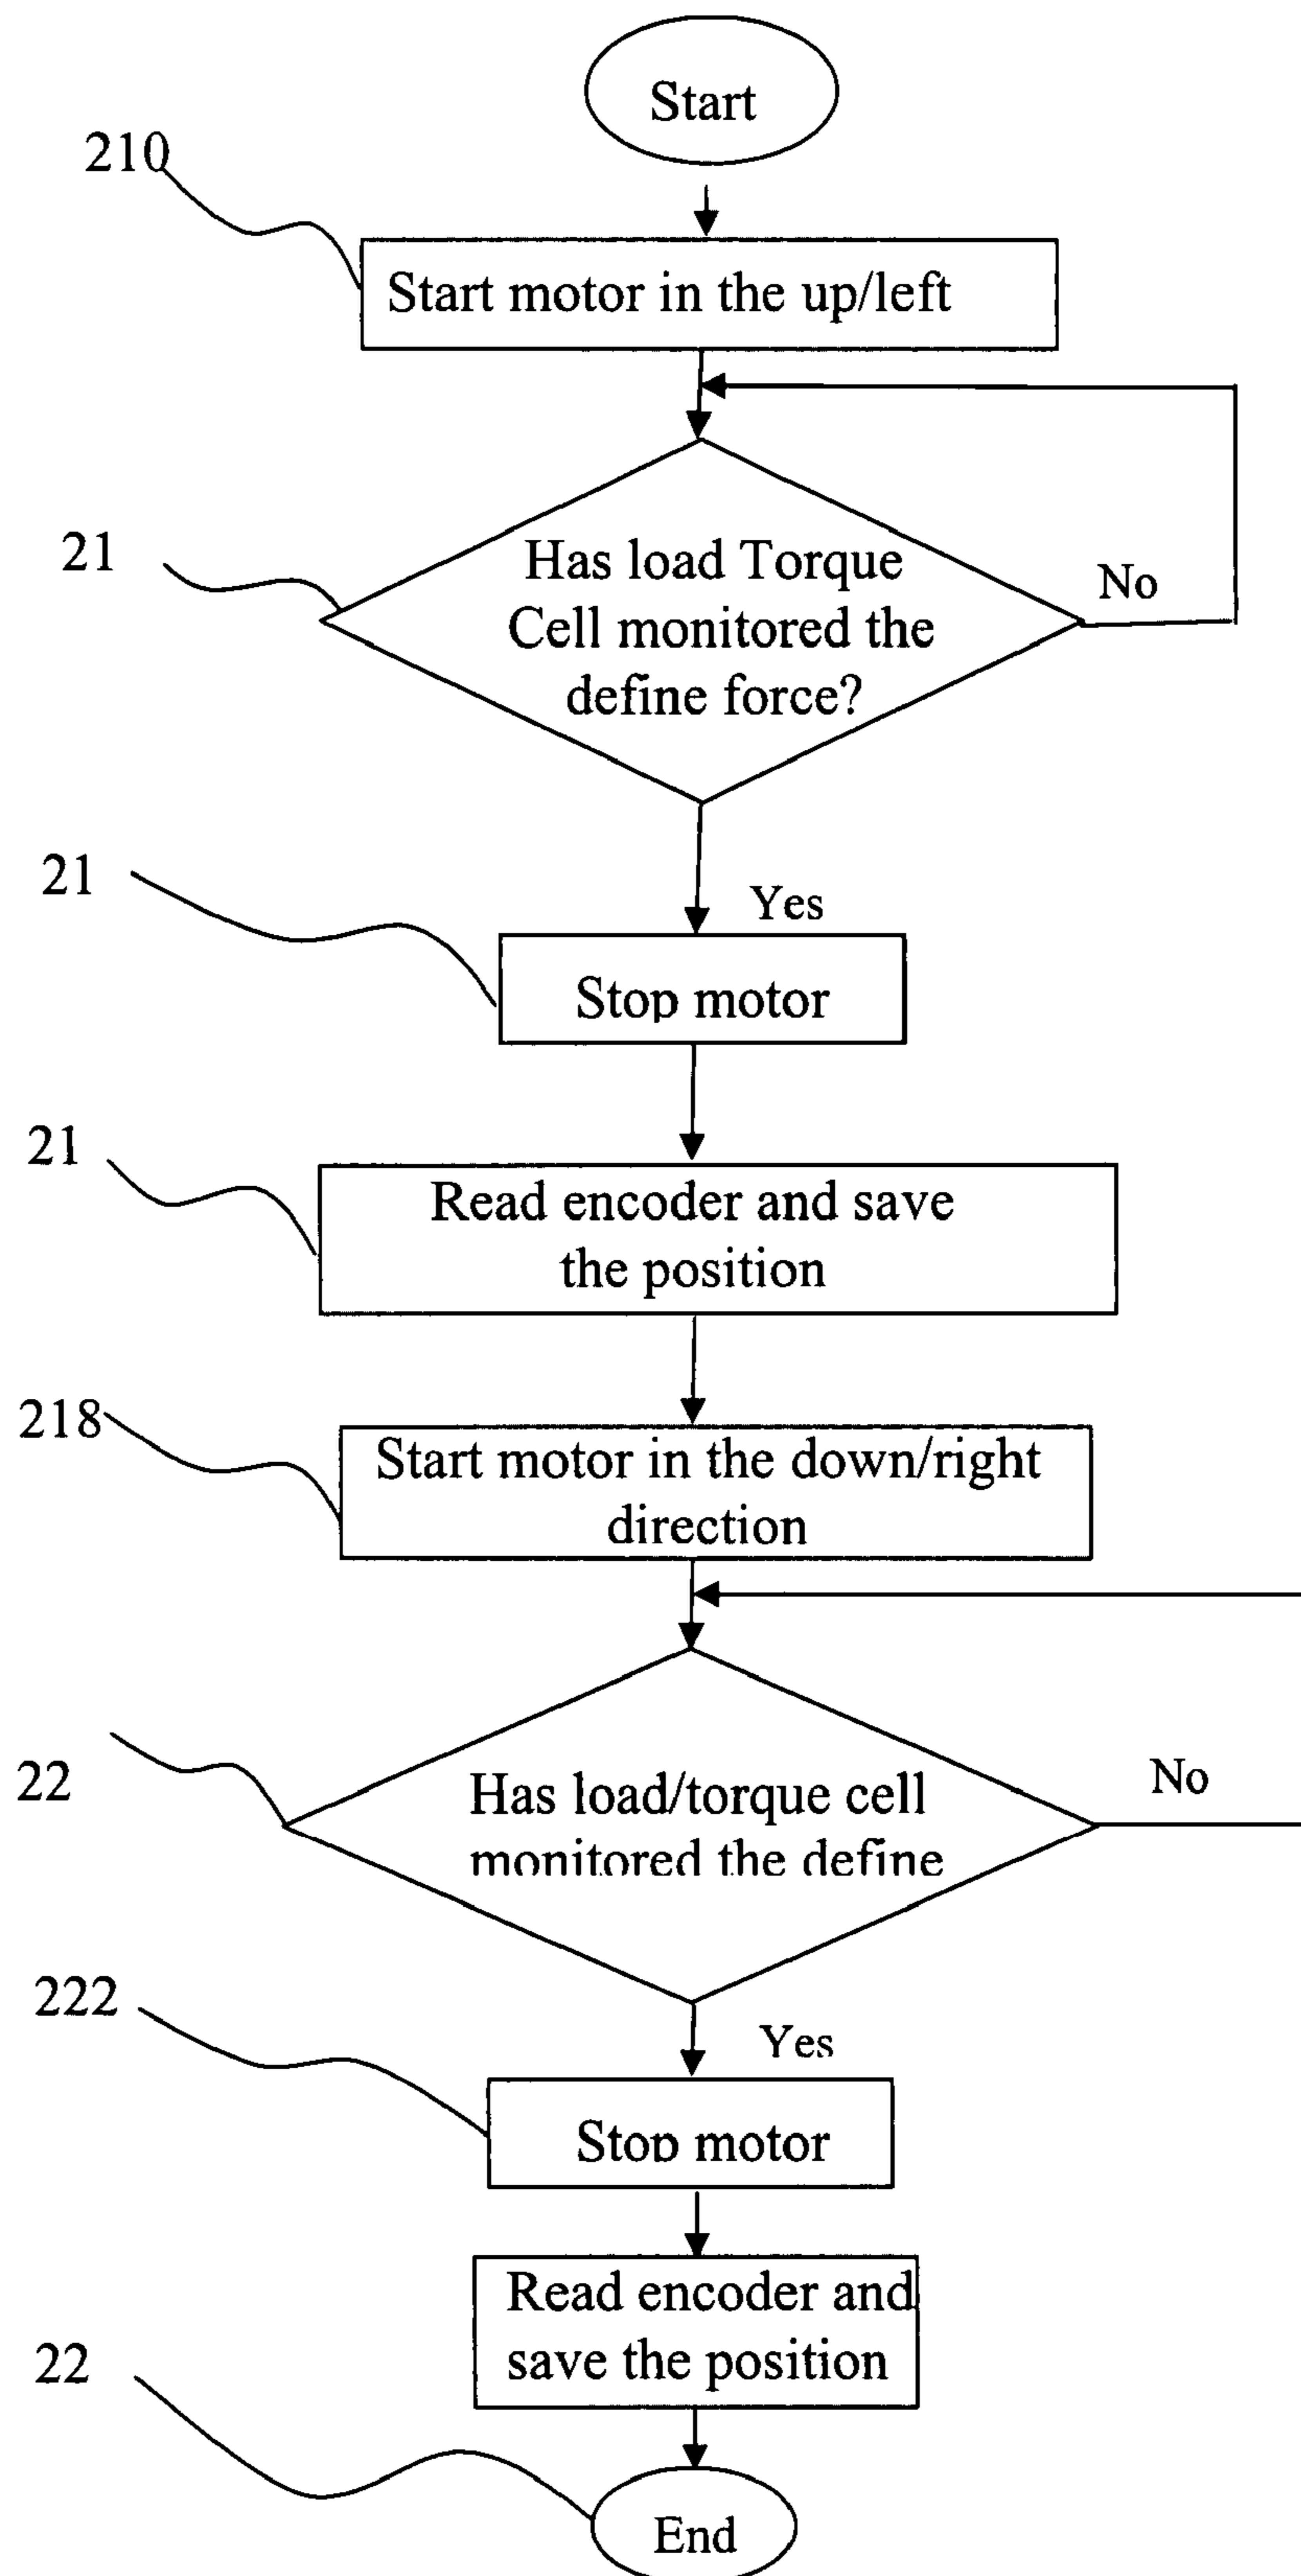 Start
210
Start motor in the up/left
21
Has load Torque
Cell monitored the
define force?
No
21
Yes
Stop motor
21
Read encoder and save
the position
218
Start motor in the down/right
direction
22
Has load/torque cell
monitored the define
No
222
Yes
Stop motor
Read encoder and
save the position
22
End